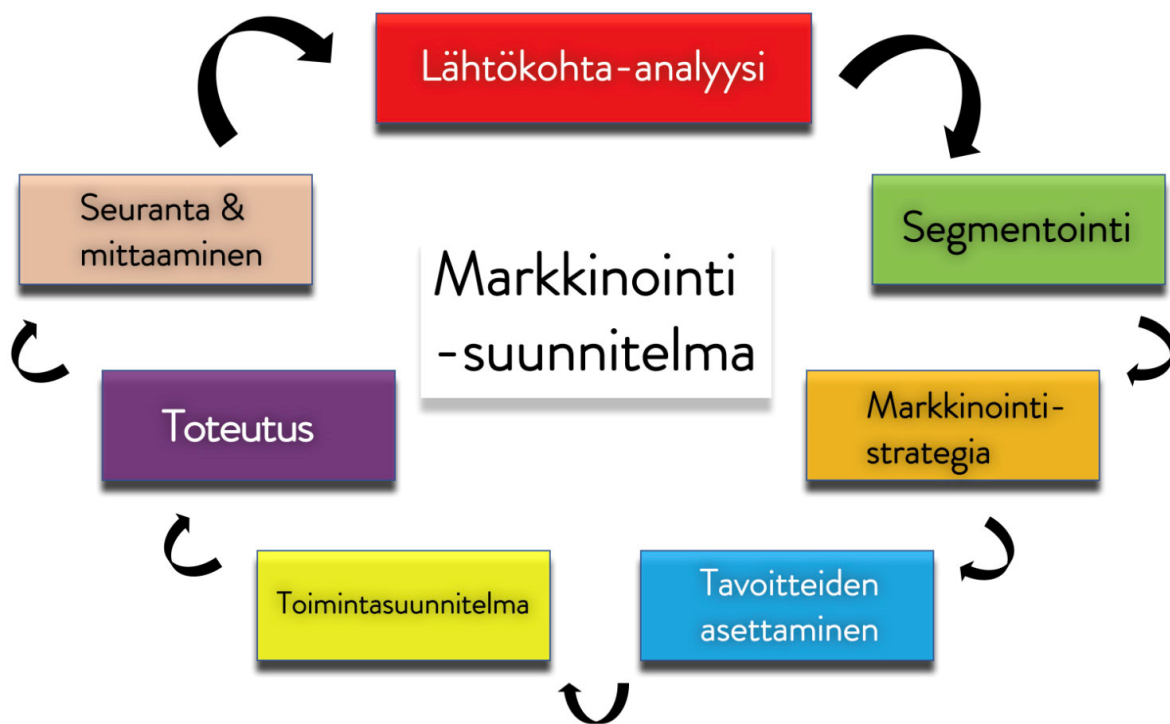 Lähtökohta-analyysi
Segmentointi
Markkinointi-
strategia
Tavoitteiden
asettaminen
Toimintasuunnitelma
Toteutus
Seuranta &
mittaaminen
Markkinointi
-suunnitelma